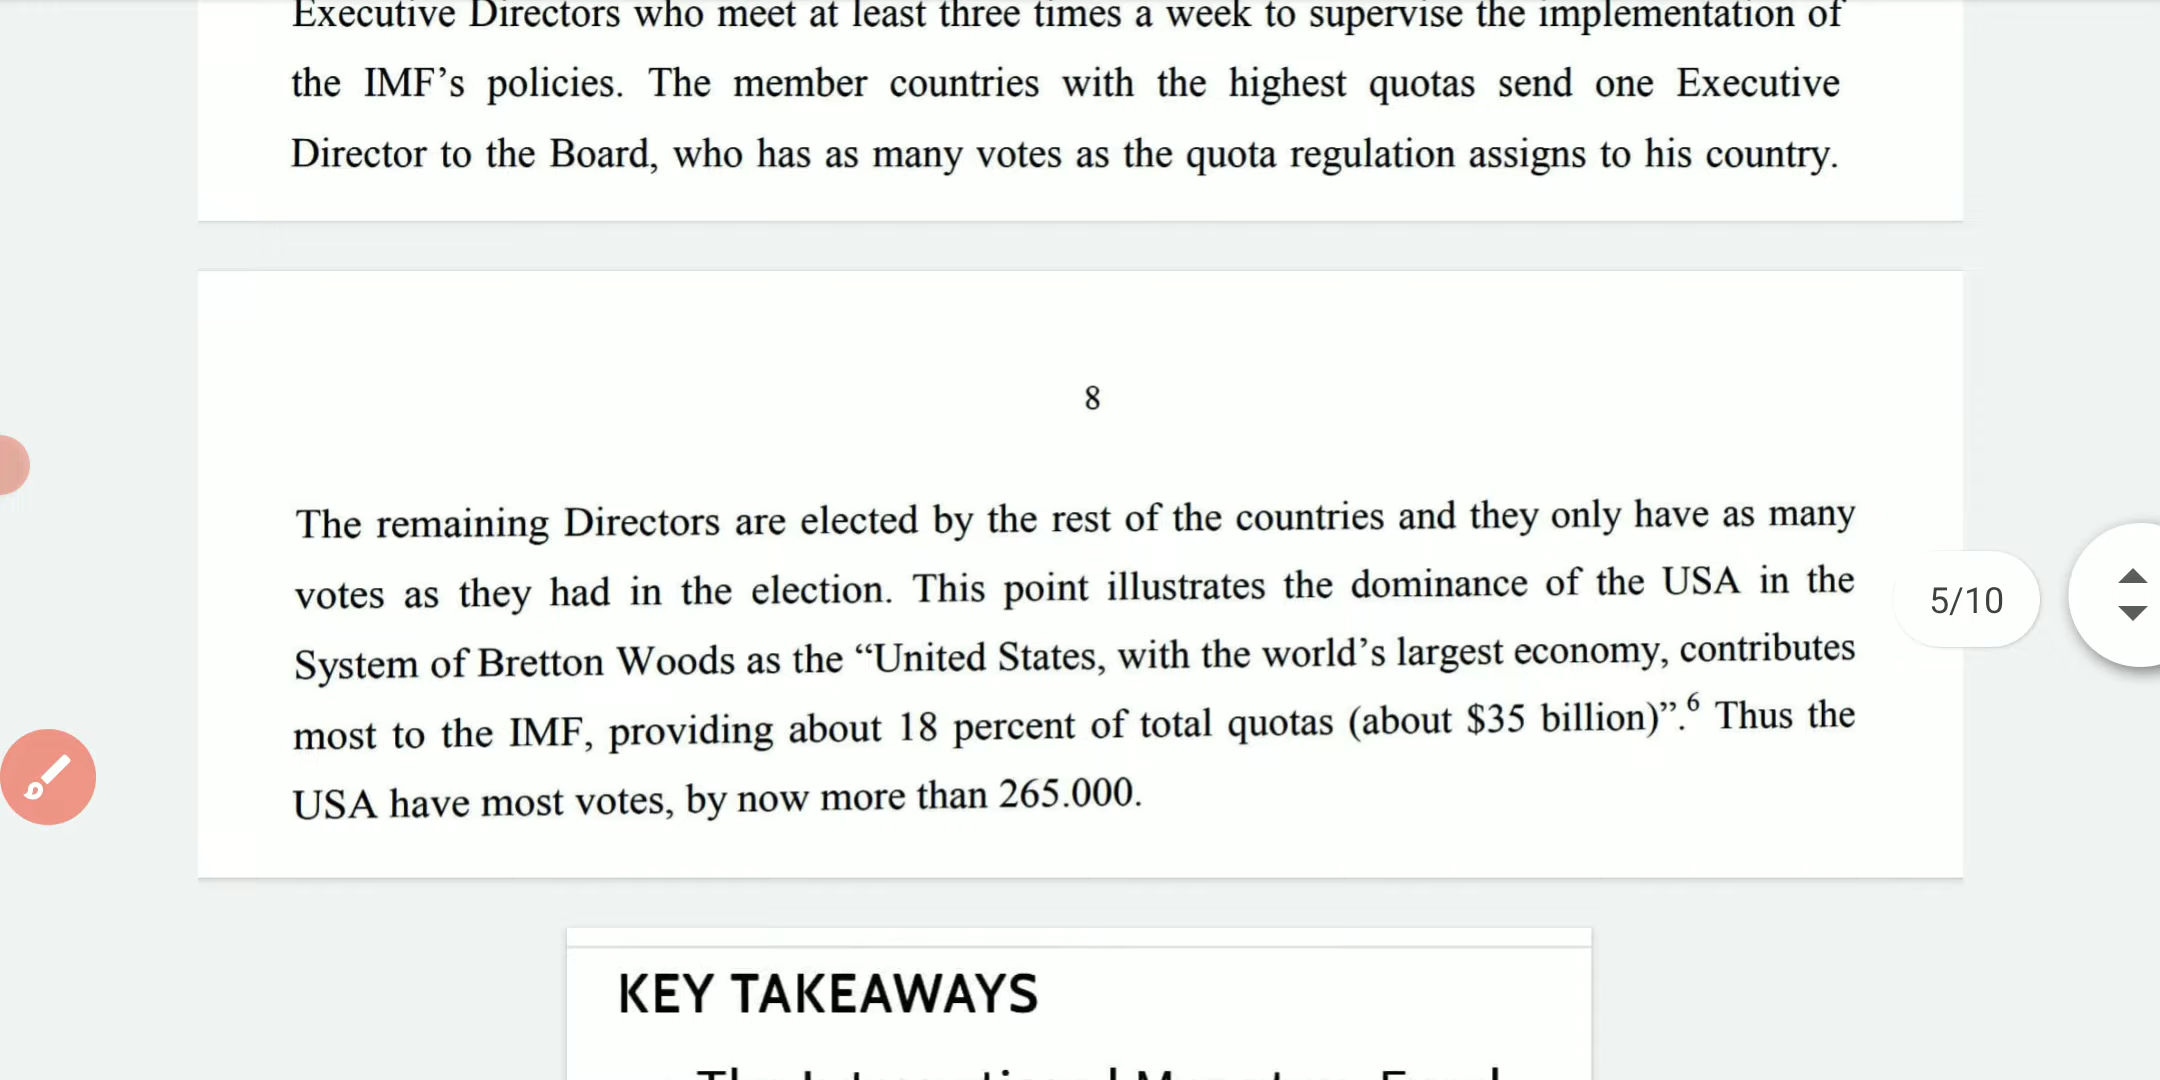 Executive Directors who meet at least three times a week to supervise the implementation of
the IMF’s policies. The member countries with the highest quotas send one Executive
Director to the Board, who has as many votes as the quota regulation assigns to his country.
8
The remaining Directors are elected by the rest of the countries and they only have as many
votes as they had in the election. This point illustrates the dominance of the USA in the
System of Bretton Woods as the “United States, with the world’s largest economy, contributes
most to the IMF, providing about 18 percent of total quotas (about $35 billion)”.6 Thus the
USA have most votes, by now more than 265.000.
5/10
KEY TAKEAWAYS